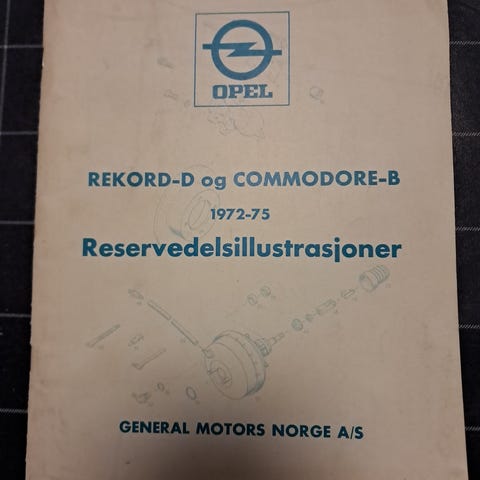 OPEL
REKORD-D og COMMODORE-B
1972-75
Reservedelsillustrasjoner
GENERAL MOTORS NORGE A/S